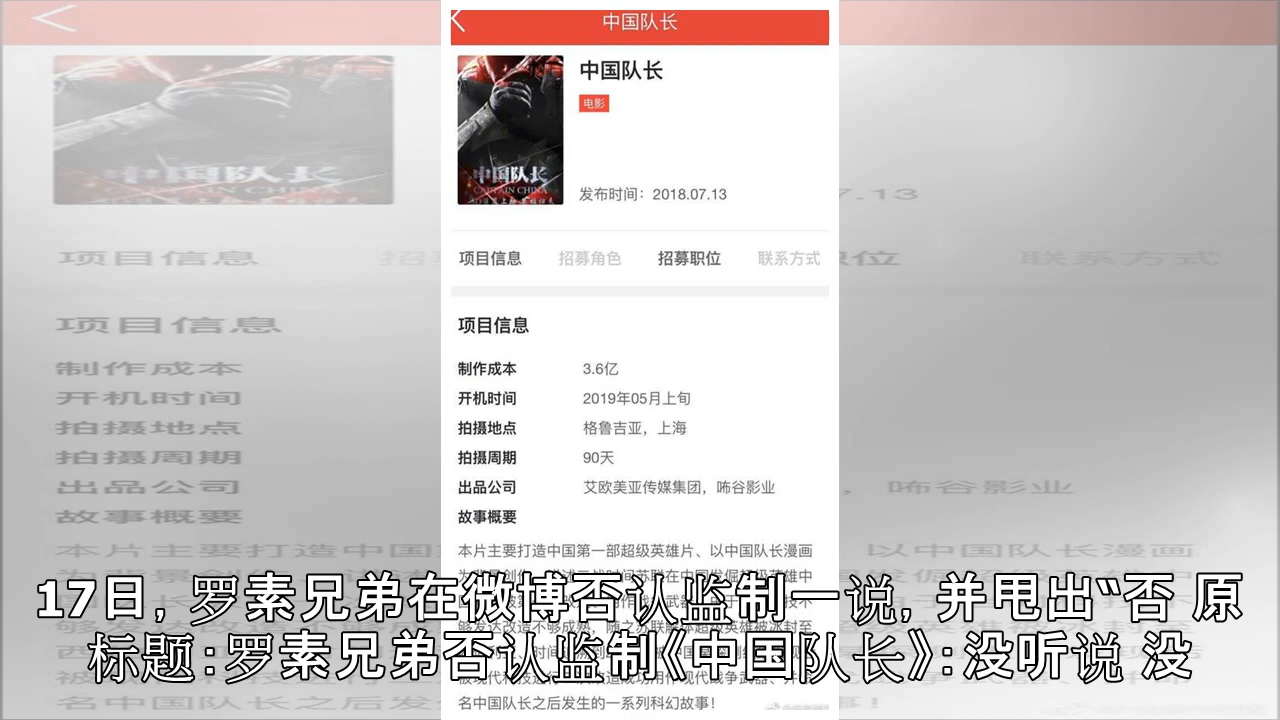 中国队长
中国队长
电影
中国队长
CAPTAIN CHINA
发布时间：2018.07.13
项目信息 招募角色 招募职位 联系方式
项目信息
制作成本 3.6亿
开机时间 2019年05月上旬
拍摄地点 格鲁吉亚，上海
拍摄周期 90天
出品公司 艾欧美亚传媒集团，咘谷影业
故事概要
本片主要打造中国第一部超级英雄片、以中国队长漫画
17日, 罗素兄弟在微博否认监制一说, 并甩出“否 原
标题:罗素兄弟否认监制《中国队长》:没听说 没
名中国队长之后发生的一系列科幻故事！